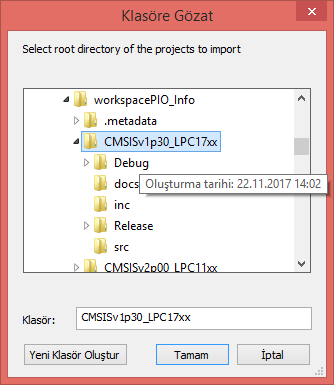 Klasöre Gözat
Select root directory of the projects to import
workspacePIO_Info
.metadata
CMSISv1p30_LPC17xx
Debug
docs
Oluşturma tarihi: 22.11.2017 14:02
inc
Release
src
CMSISv2p00_LPC11xx
Klasör: CMSISv1p30_LPC17xx
Yeni Klasör Oluştur Tamam İptal